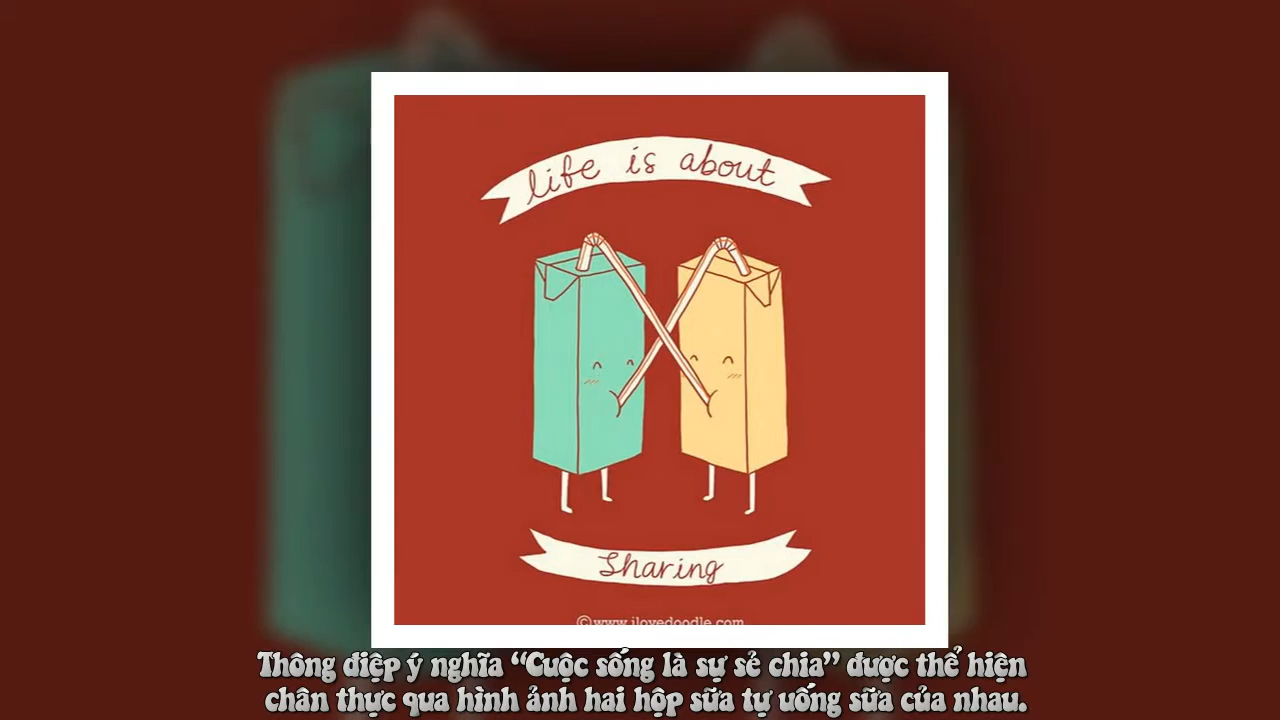 life is about
Sharing
©www.ilovedoodle.com
Thông điệp ý nghĩa “Cuộc sống là sự sẻ chia” được thể hiện
chân thực qua hình ảnh hai hộp sữa tự uống sữa của nhau.